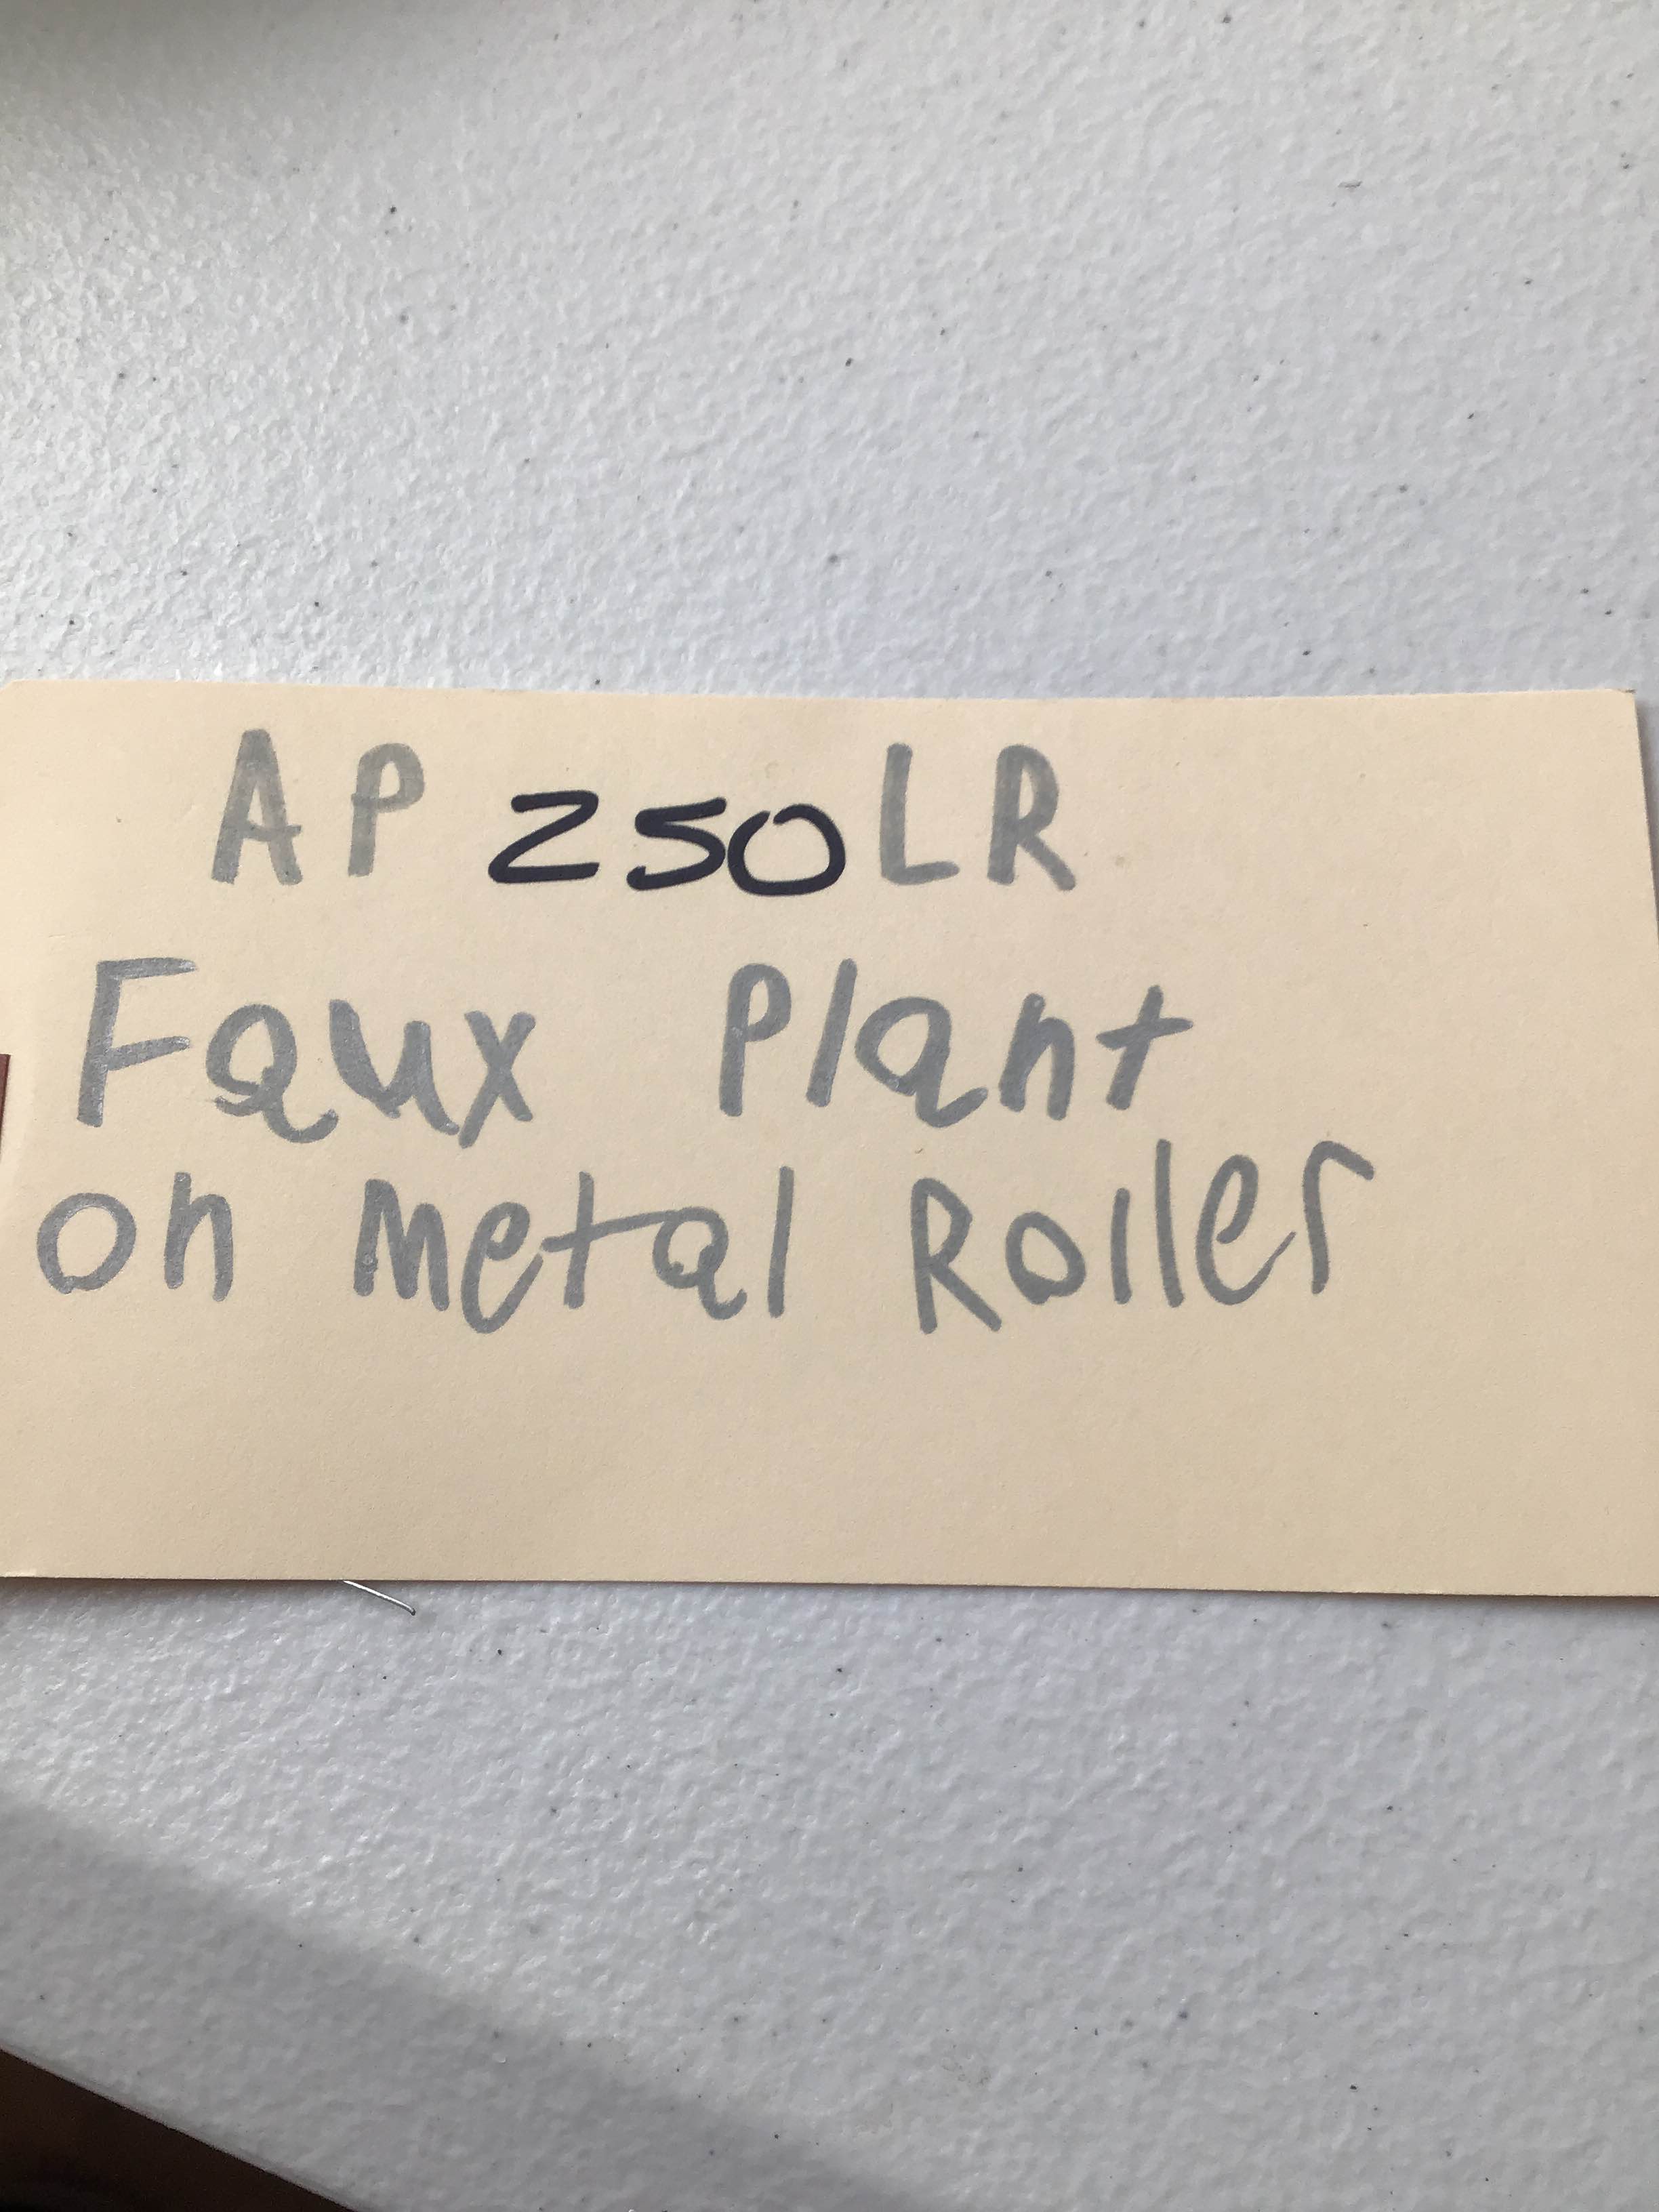 AP 250 LR
Faux Plant
on Metal Roller